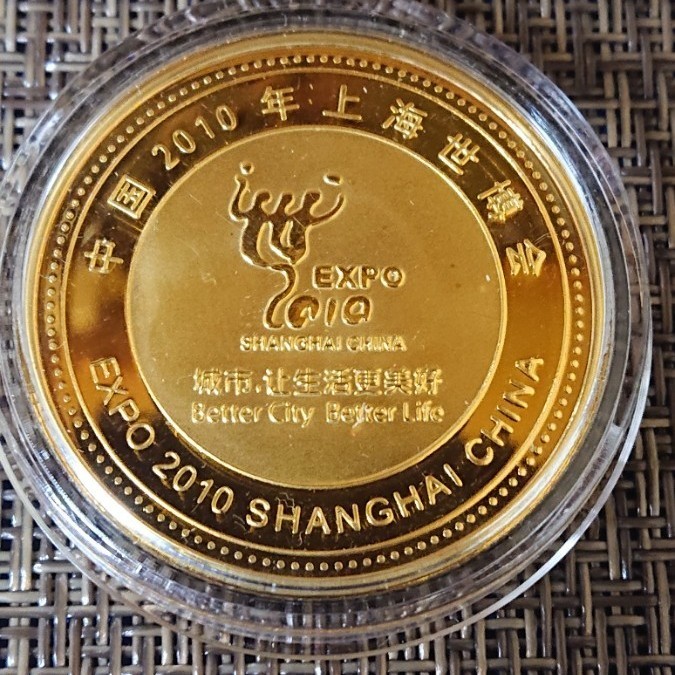 中国2010年上海世博会
EXPO
2010
SHANGHAI CHINA
城市,让生活更美好
Better City Better Life
EXPO 2010 SHANGHAI CHINA